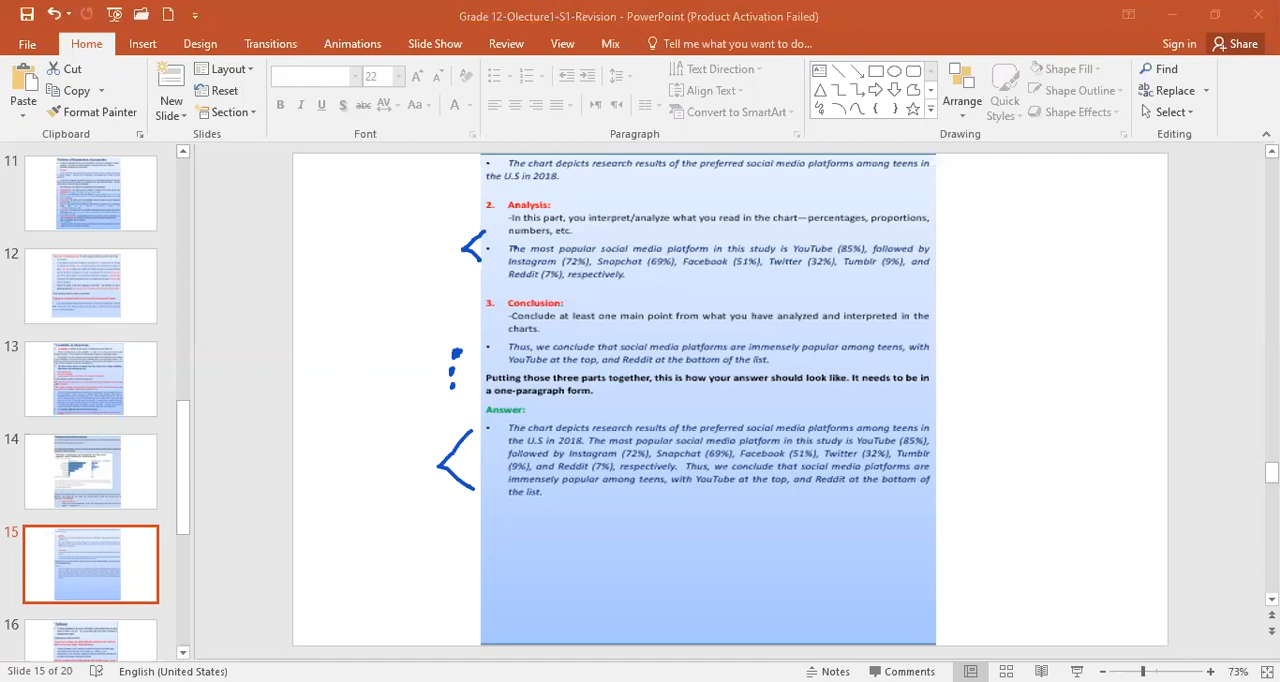 Grade 12-Olecture1-S1-Revision - PowerPoint (Product Activation Failed)
File Home Insert Design Transitions Animations Slide Show Review View Mix Tell me what you want to do... Sign in Share
Paste Cut Copy Format Painter
Clipboard
New Slide Layout Reset Section
Slides
22
B I U S abc AV Aa A
Font
Text Direction Align Text Convert to SmartArt
Paragraph
Arrange Quick Styles Shape Fill Shape Outline Shape Effects
Drawing
Find Replace Select
Editing
11
12
13
14
15
16
• The chart depicts research results of the preferred social media platforms among teens in
the U.S in 2018.
2. Analysis:
-In this part, you interpret/analyze what you read in the chart—percentages, proportions,
numbers, etc.
• The most popular social media platform in this study is YouTube (85%), followed by
Instagram (72%), Snapchat (69%), Facebook (51%), Twitter (32%), Tumblr (9%), and
Reddit (7%), respectively.
3. Conclusion:
-Conclude at least one main point from what you have analyzed and interpreted in the
charts.
• Thus, we conclude that social media platforms are immensely popular among teens, with
YouTube at the top, and Reddit at the bottom of the list.
Putting those three parts together, this is how your answer should look like. It needs to be in
a one-paragraph form.
Answer:
• The chart depicts research results of the preferred social media platforms among teens in
the U.S in 2018. The most popular social media platform in this study is YouTube (85%),
followed by Instagram (72%), Snapchat (69%), Facebook (51%), Twitter (32%), Tumblr
(9%), and Reddit (7%), respectively. Thus, we conclude that social media platforms are
immensely popular among teens, with YouTube at the top, and Reddit at the bottom of
the list.
Slide 15 of 20 English (United States) Notes Comments 73%